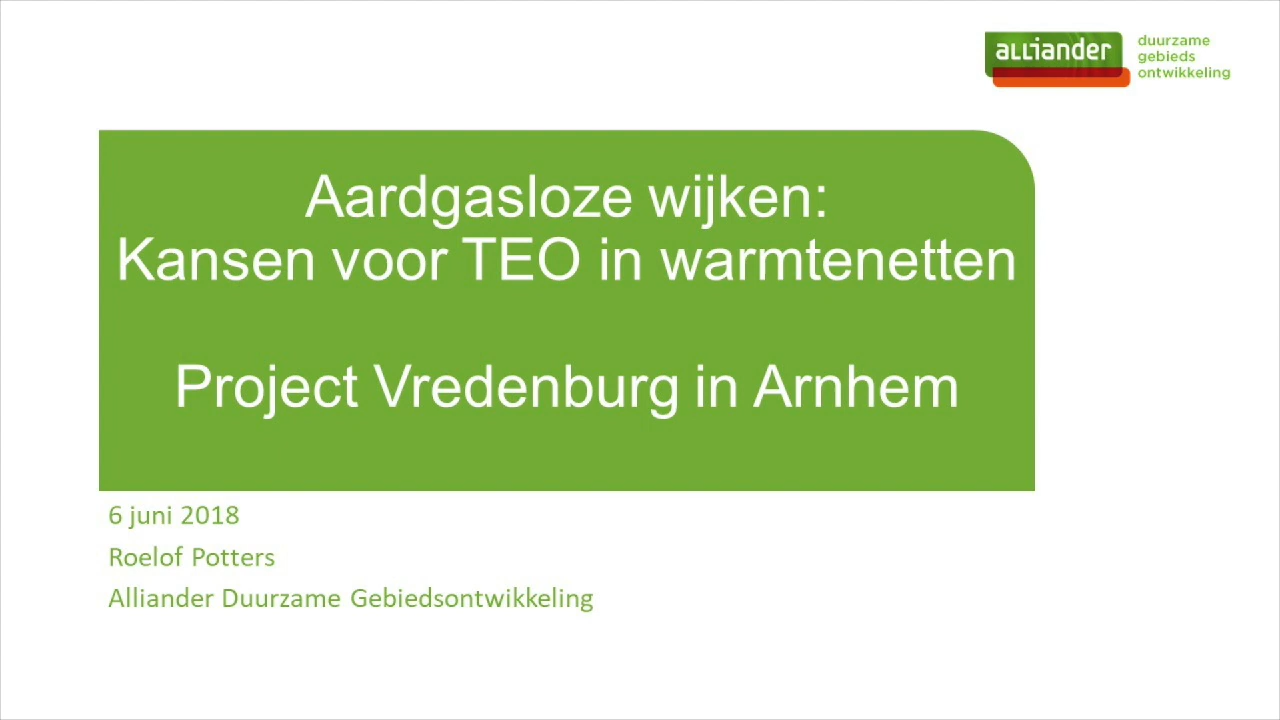 alliander
duurzame
gebieds
ontwikkeling
Aardgasloze wijken:
Kansen voor TEO in warmtenetten
Project Vredenburg in Arnhem
6 juni 2018
Roelof Potters
Alliander Duurzame Gebiedsontwikkeling